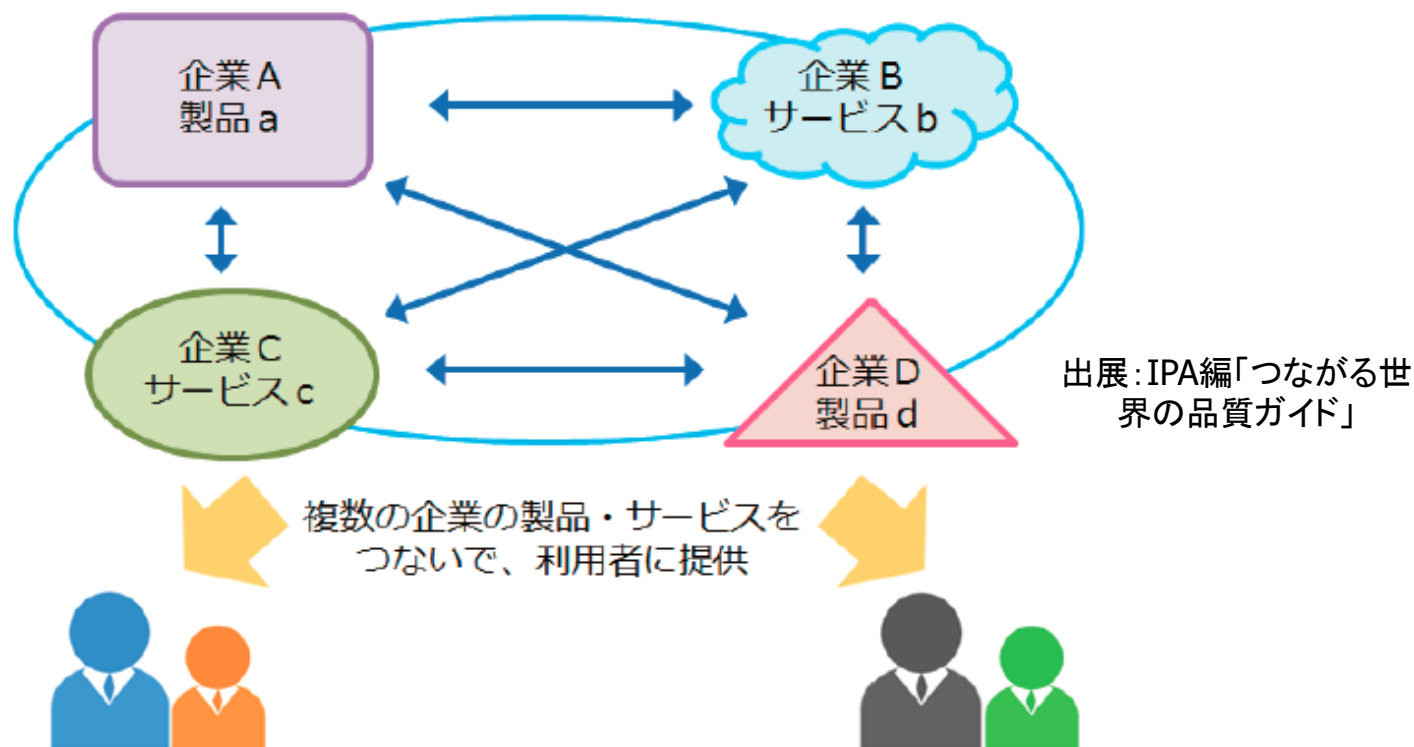 企業A
製品a
企業B
サービスb
企業C
サービスc
企業D
製品d
出展：IPA編「つながる世
界の品質ガイド」
複数の企業の製品・サービスを
つないで、利用者に提供